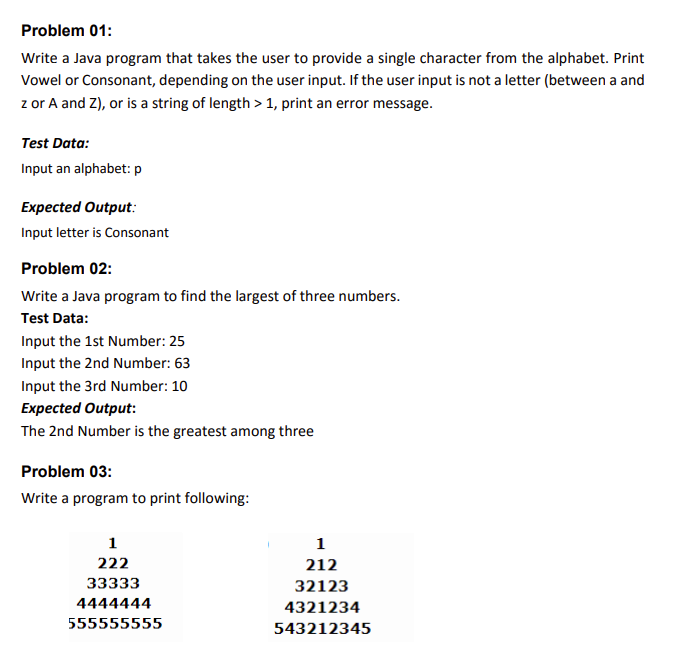 Problem 01:
Write a Java program that takes the user to provide a single character from the alphabet. Print
Vowel or Consonant, depending on the user input. If the user input is not a letter (between a and
z or A and Z), or is a string of length > 1, print an error message.
Test Data:
Input an alphabet: p
Expected Output:
Input letter is Consonant
Problem 02:
Write a Java program to find the largest of three numbers.
Test Data:
Input the 1st Number: 25
Input the 2nd Number: 63
Input the 3rd Number: 10
Expected Output:
The 2nd Number is the greatest among three
Problem 03:
Write a program to print following:
1
222
33333
4444444
555555555
1
212
32123
4321234
543212345